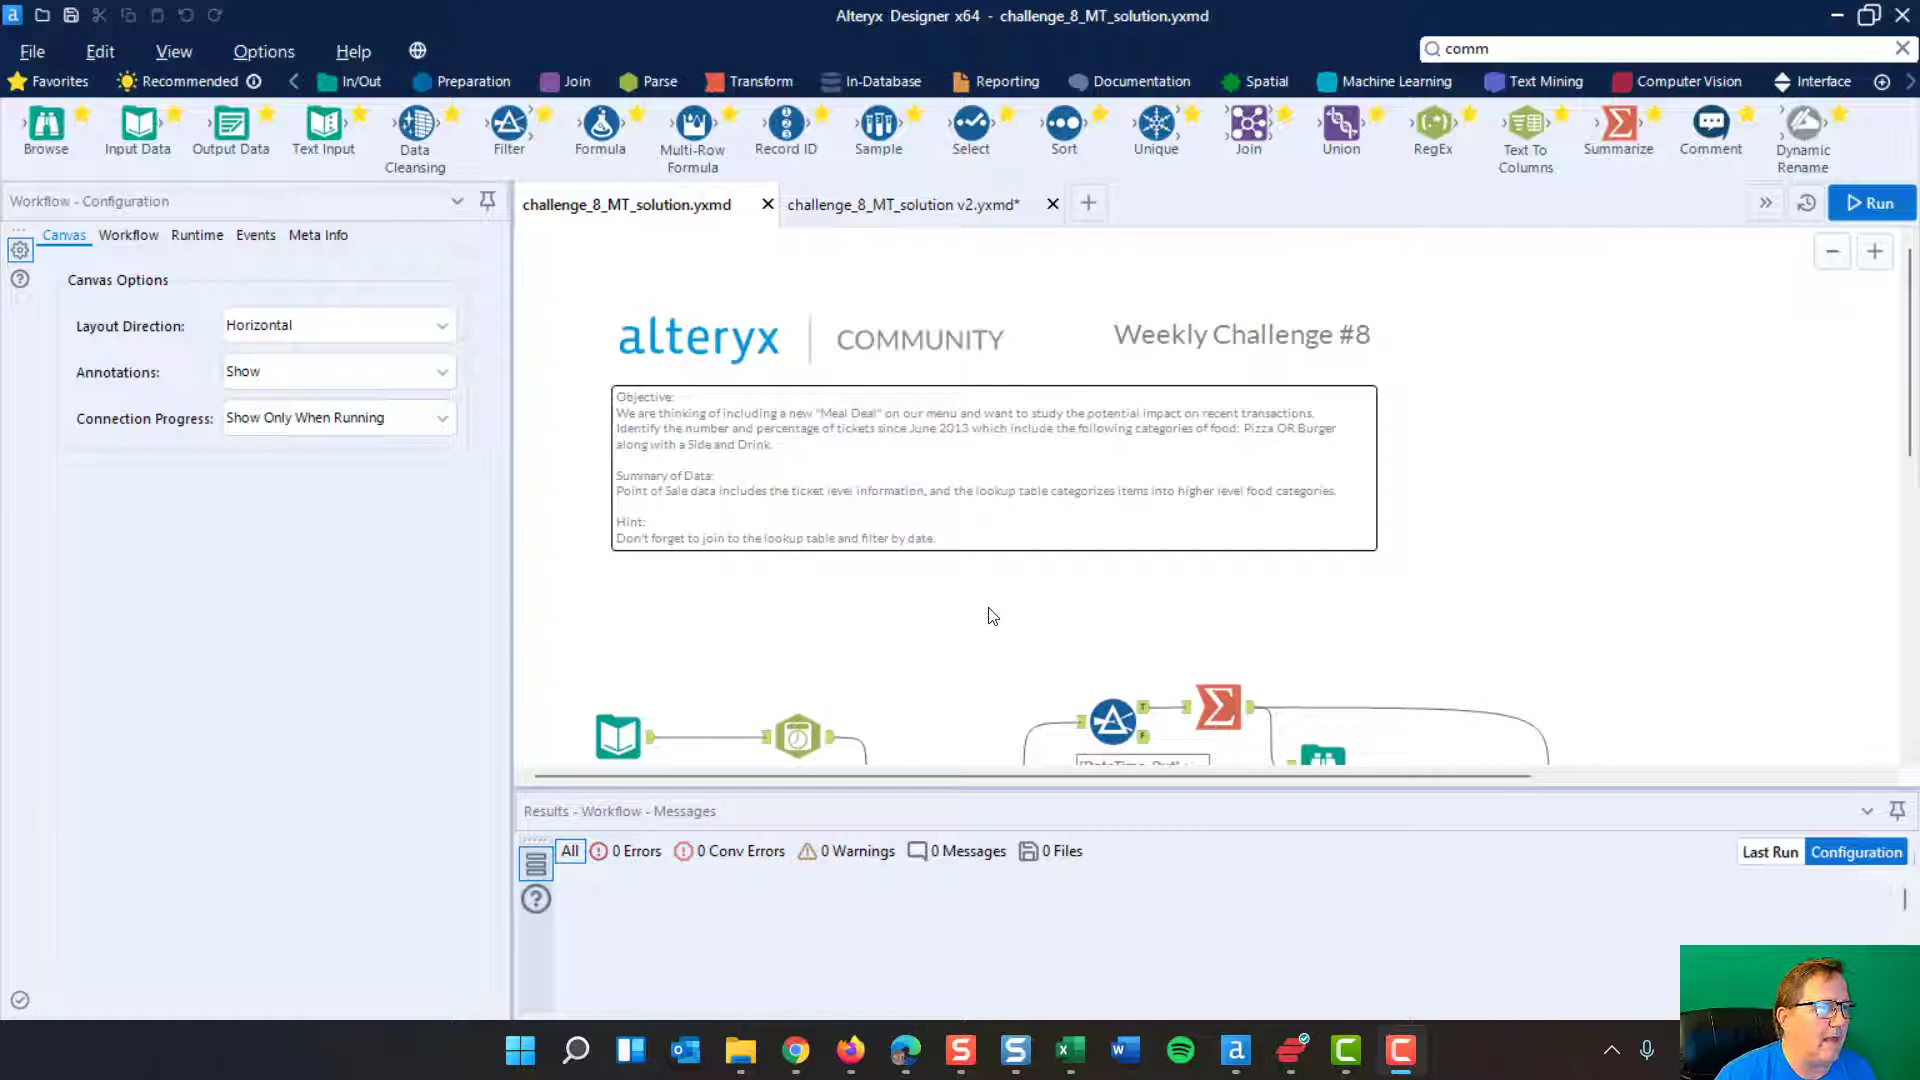 Alteryx Designer x64 - challenge_8_MT_solution.yxmd
File Edit View Options Help
comm
Favorites Recommended In/Out Preparation Join Parse Transform In-Database Reporting Documentation Spatial Machine Learning Text Mining Computer Vision Interface
Browse Input Data Output Data Text Input Data Cleansing Filter Formula Multi-Row Formula Record ID Sample Select Sort Unique Join Union RegEx Text To Columns Summarize Comment Dynamic Rename
Workflow - Configuration
challenge_8_MT_solution.yxmd
challenge_8_MT_solution v2.yxmd*
Run
Canvas Workflow Runtime Events Meta Info
Canvas Options
Layout Direction: Horizontal
Annotations: Show
Connection Progress: Show Only When Running
alteryx COMMUNITY Weekly Challenge #8
Objective:
We are thinking of including a new "Meal Deal" on our menu and want to study the potential impact on recent transactions.
Identify the number and percentage of tickets since June 2013 which include the following categories of food: Pizza OR Burger
along with a Side and Drink.
Summary of Data:
Point of Sale data includes the ticket level information, and the lookup table categorizes items into higher level food categories.
Hint:
Don't forget to join to the lookup table and filter by date.
T
F
Results - Workflow - Messages
All 0 Errors 0 Conv Errors 0 Warnings 0 Messages 0 Files
Last Run Configuration